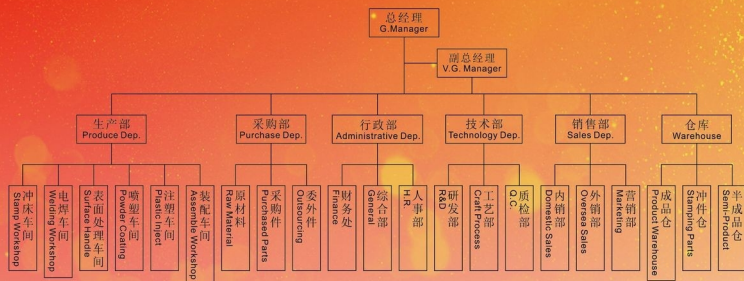 总经理
G.Manager
副总经理
V.G. Manager
生产部
Produce Dep.
采购部
Purchase Dep.
行政部
Administrative Dep.
技术部
Technology Dep.
销售部
Sales Dep.
仓库
Warehouse
冲床车间
Stamp Workshop
电焊车间
Welding Workshop
表面处理车间
Surface Handle
喷塑车间
Powder Coating
注塑车间
Plastic Inject
装配车间
Assemble Workshop
原材料
Raw Material
采购件
Purchased Parts
委外件
Outsourcing
财务处
Finance
综合部
General
人事部
H.R
研发部
R&D
工艺部
Craft Process
质检部
Q.C.
内销部
Domestic Sales
外销部
Oversea Sales
营销部
Marketing
成品仓
Product Warehouse
冲件仓
Stamping Parts
半成品仓
Semi-Product